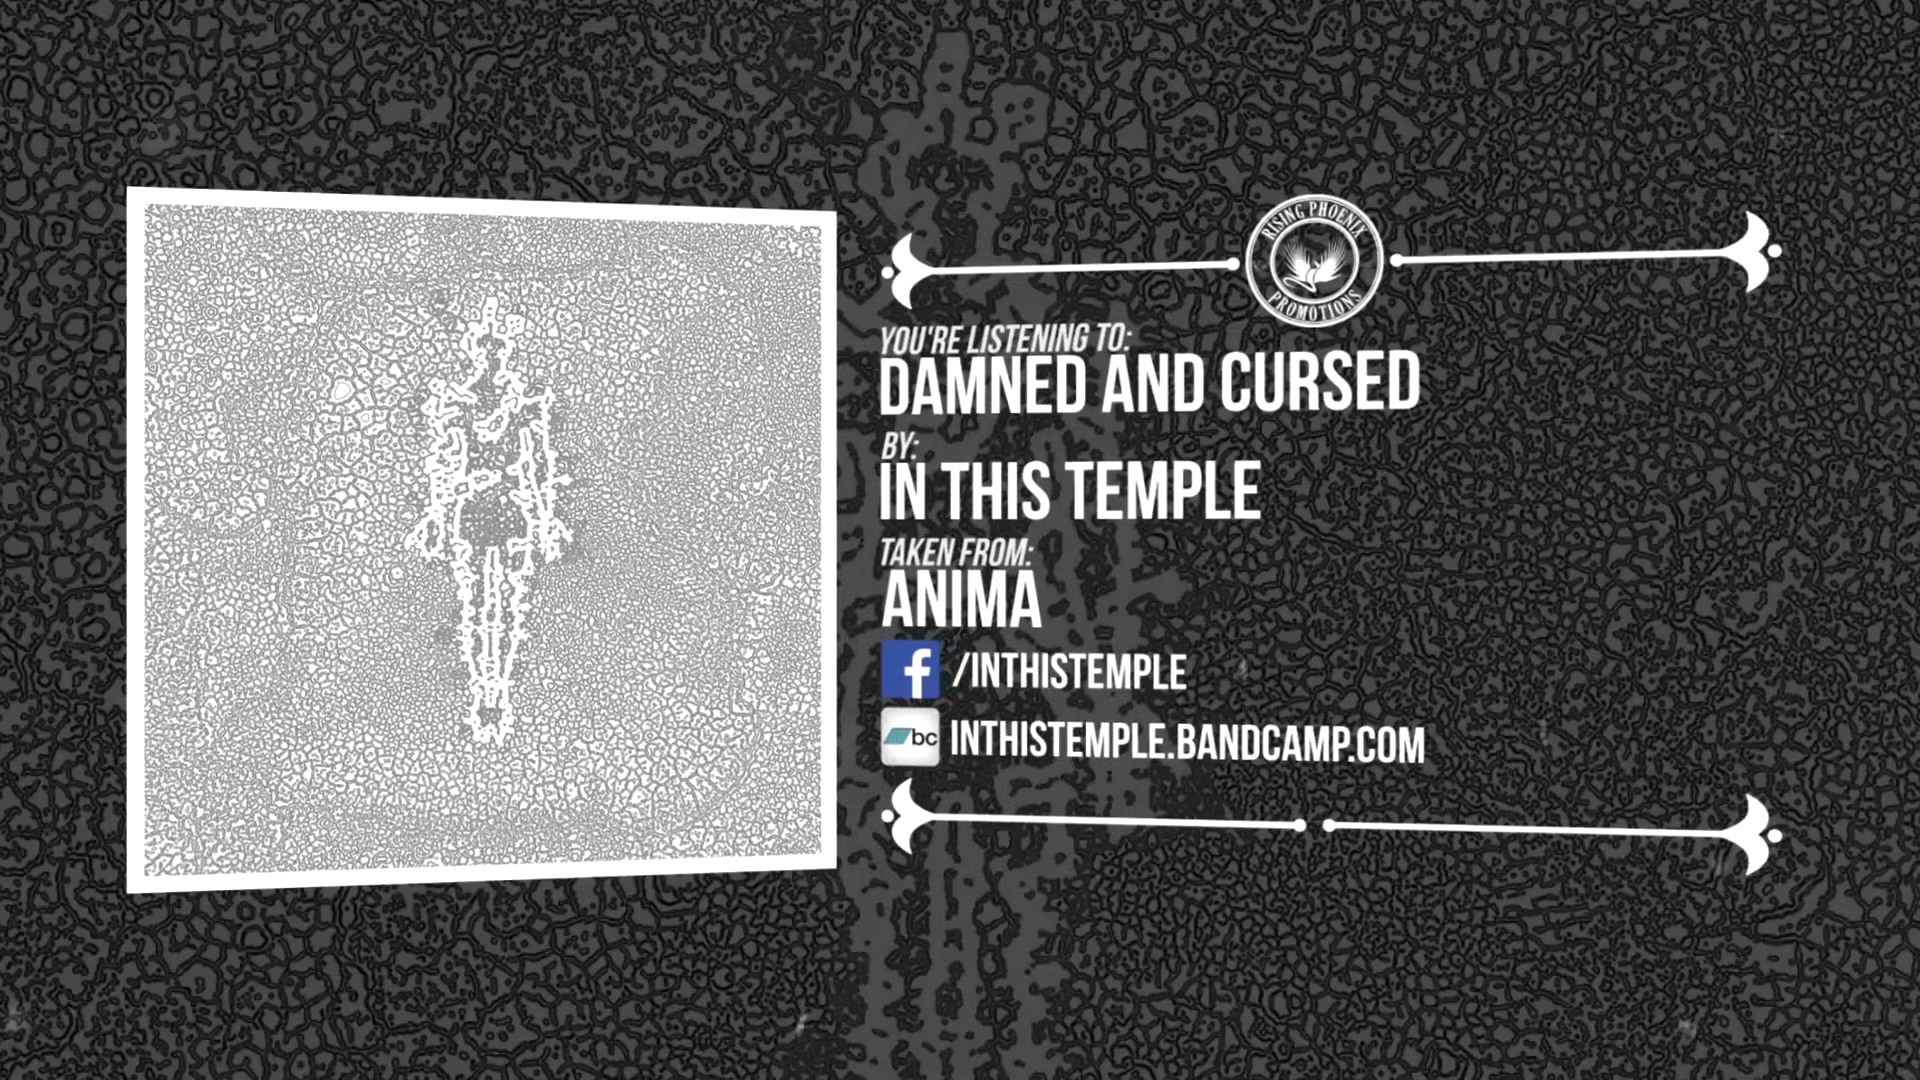 RISING PHOENIX
PROMOTIONS
YOU'RE LISTENING TO:
DAMNED AND CURSED
BY:
IN THIS TEMPLE
TAKEN FROM:
ANIMA
f /INTHISTEMPLE
bc INTHISTEMPLE.BANDCAMP.COM